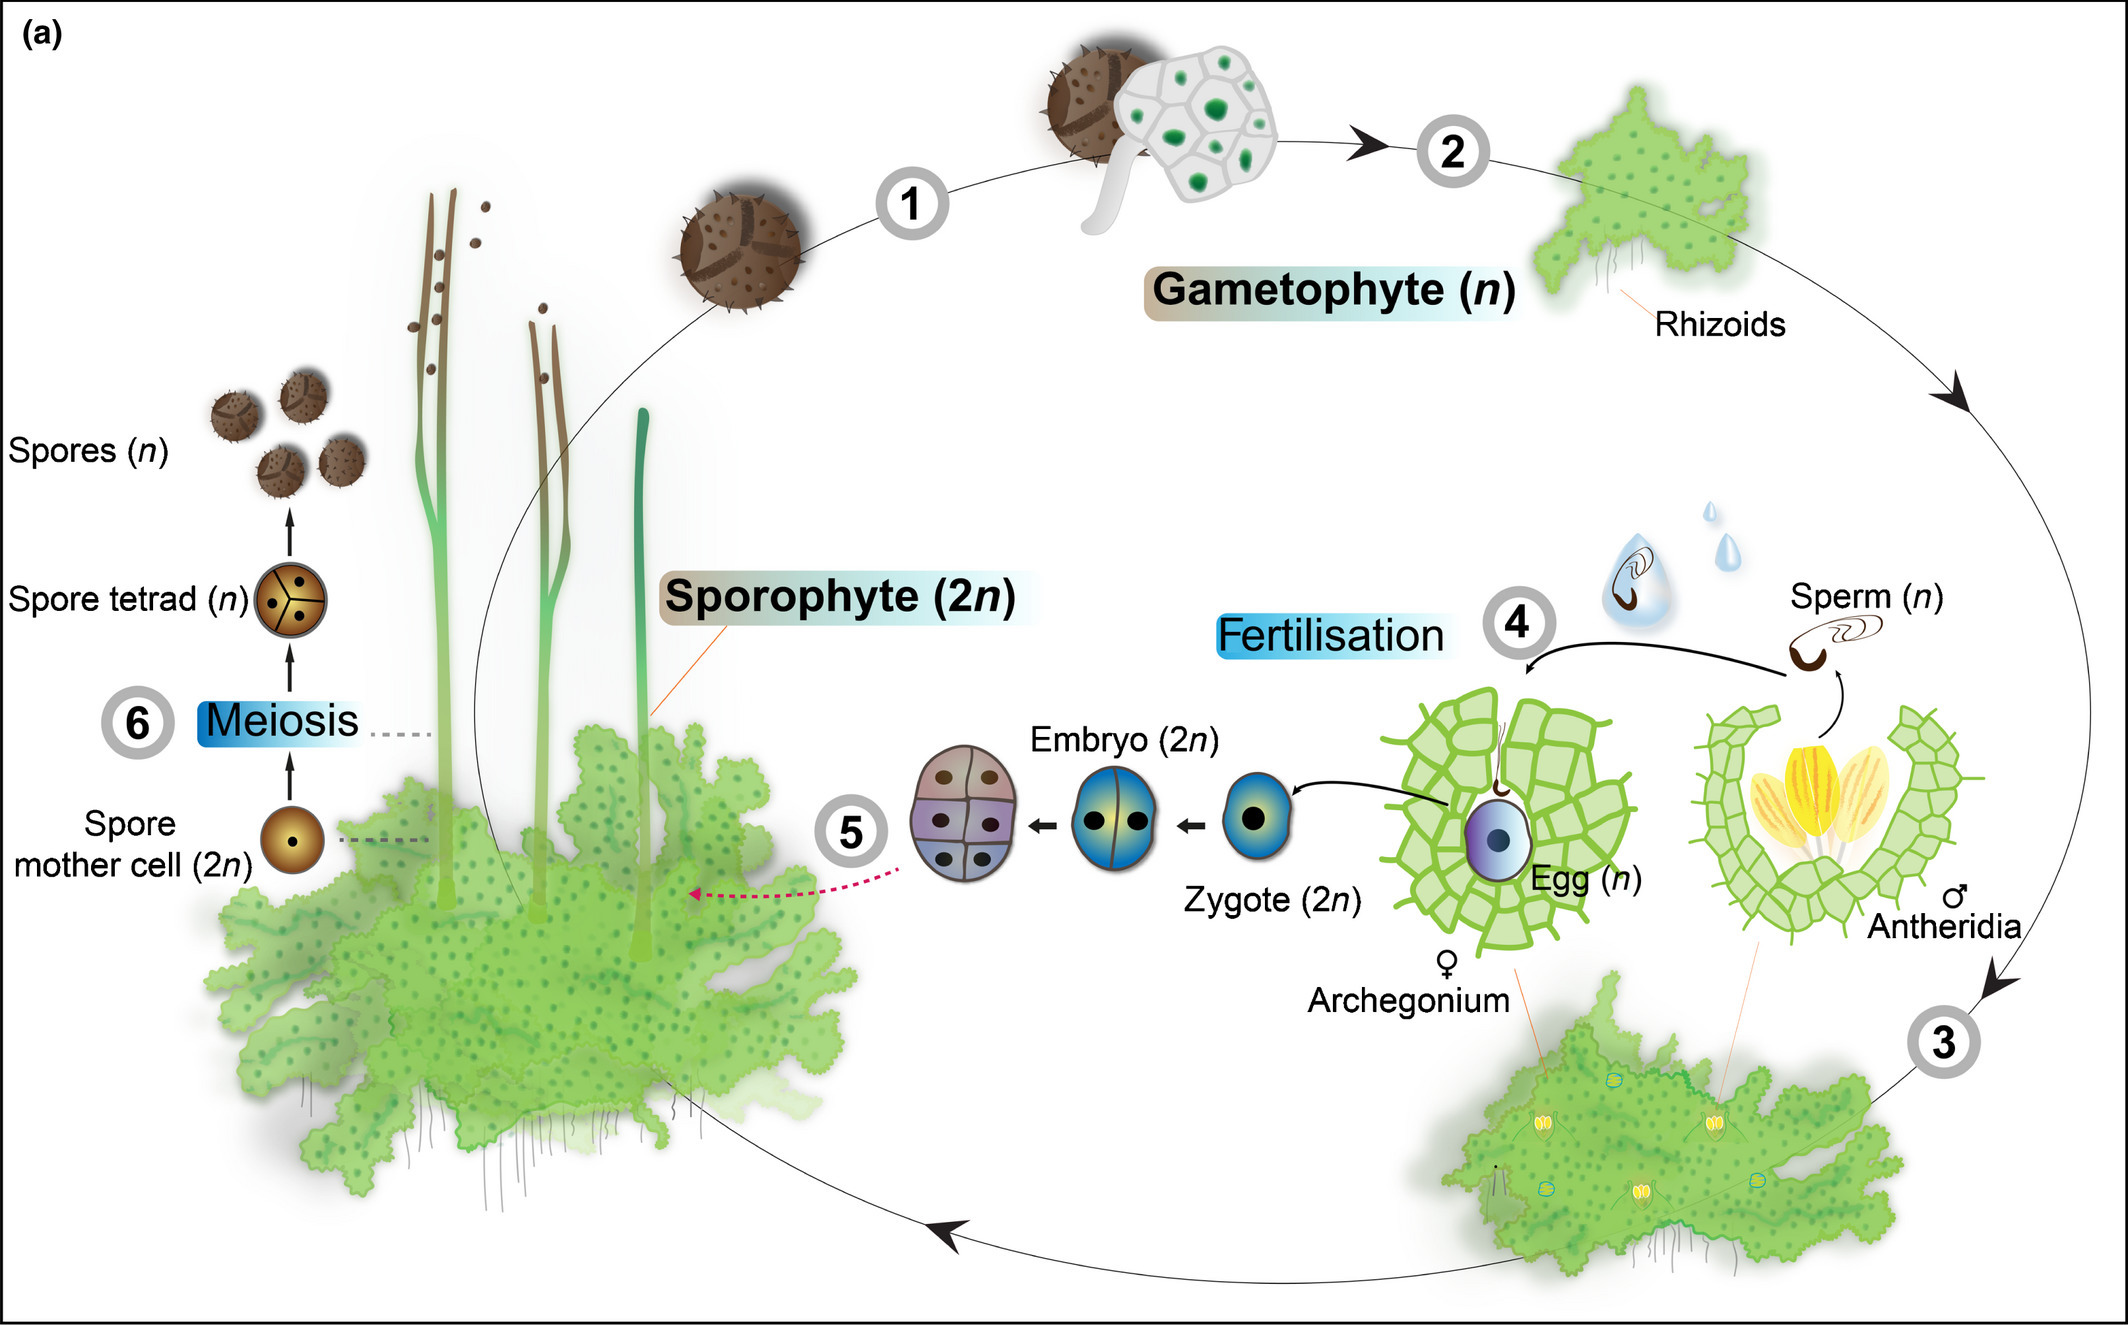 (a)
1
2
Gametophyte (n)
Rhizoids
Spores (n)
Spore tetrad (n)
Sporophyte (2n)
Fertilisation
4
Sperm (n)
6
Meiosis
Embryo (2n)
5
Spore
mother cell (2n)
Zygote (2n)
Egg (n)
♂
Antheridia
♀
Archegonium
3